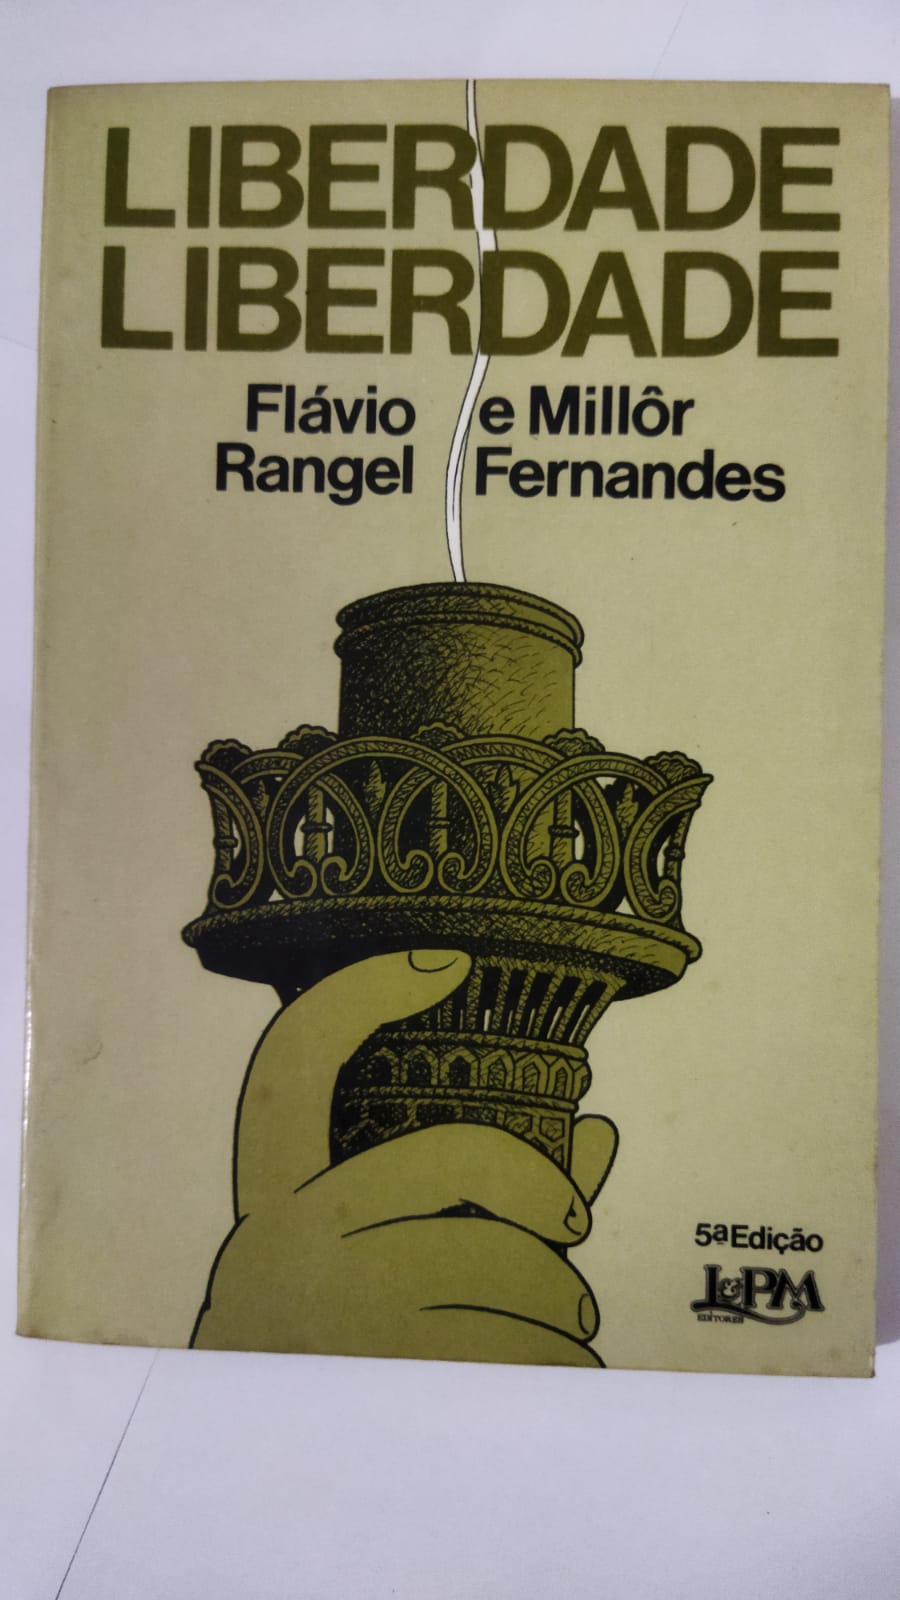 LIBERDADE
LIBERDADE
Flávio e Millôr
Rangel Fernandes
5ª Edição
L&PM
EDITORES